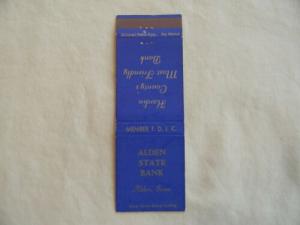 Hardin
County's
Most Friendly
Bank
MEMBER F. D. I. C.
ALDEN
STATE
BANK
Alden, Iowa